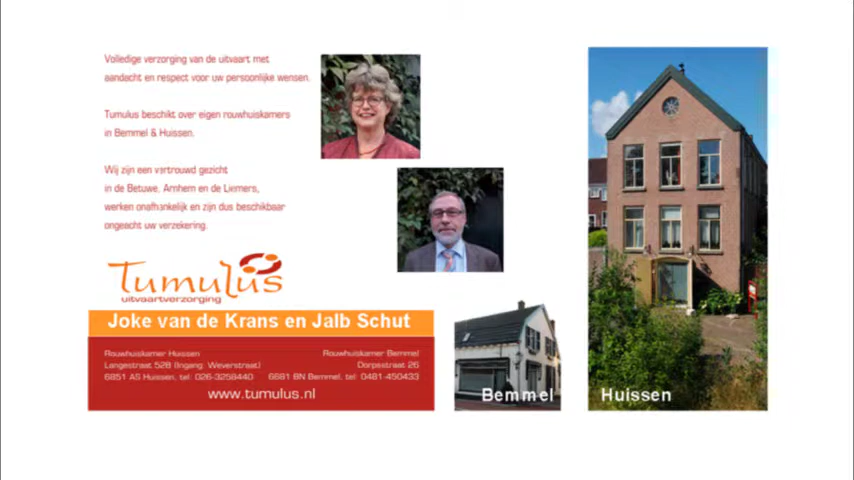 Volledige verzorging van de uitvaart met
aandacht en respect voor uw persoonlijke wensen.
Tumulus beschikt over eigen rouwhuiskamers
in Bemmel & Huissen.
Wij zijn een vertrouwd gezicht
in de Betuwe, Arnhem en de Liemers,
werken onafhankelijk en zijn dus beschikbaar
ongeacht uw verzekering.
Tumulus
uitvaartverzorging
Joke van de Krans en Jalb Schut
Rouwhuiskamer Huissen
Langestraat 52B (Ingang: Weverstraat)
6851 AS Huissen, tel: 026-3258440
Rouwhuiskamer Bemmel
Dorpsstraat 26
6681 BN Bemmel, tel: 0481-450433
www.tumulus.nl
Bemmel
Huissen